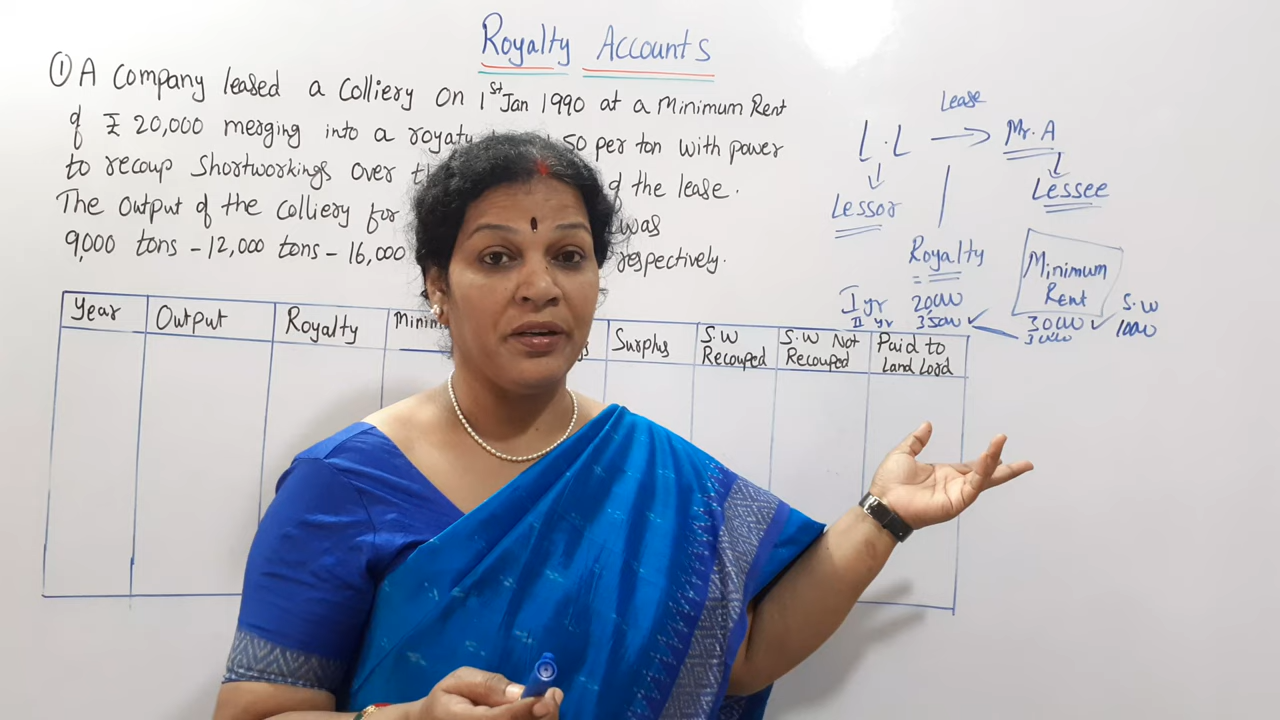 Royalty Accounts
① A Company leased a Colliery on 1st Jan 1990 at a Minimum Rent
of ₹ 20,000 merging into a royaty 50 per ton with power
to recoup Shortworkings over of the lease.
The Output of the Colliery for was
9,000 tons - 12,000 tons - 16,000 respectively.
Lease
L.L Mr. A
Lessor Lessee
Royalty Minimum Rent
I yr 20000 30000 S.W 10000
II yr 35000 30000
Year Output Royalty Surplus S.W Recouped S.W Not Recouped Paid to Land Lord